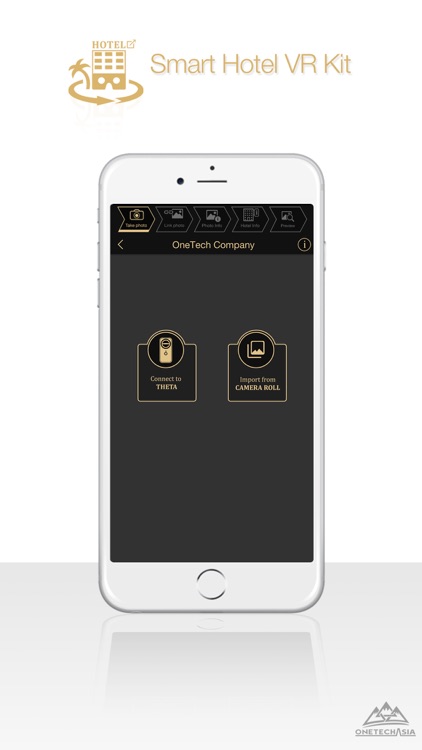 HOTEL
Smart Hotel VR Kit
Take photo
Link photo
Photo Info
Hotel Info
Preview
OneTech Company
i
Connect to
THETA
Import from
CAMERA ROLL
ONETECHASIA